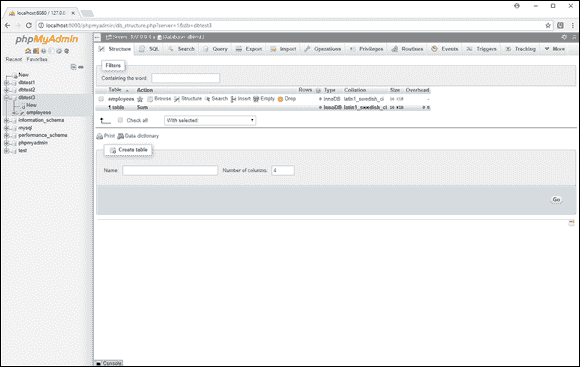 localhost:8080 / 127.0.0
localhost:8080/phpmyadmin/db_structure.php?server=1&db=dbtest3
phpMyAdmin
Recent Favorites
New
dbtest1
dbtest2
dbtest3
New
employees
information_schema
mysql
performance_schema
phpmyadmin
test
Structure SQL Search Query Export Import Operations Privileges Routines Events Triggers Tracking More
Filters
Containing the word:
Table Action Rows Type Collation Size Overhead
employees Browse Structure Search Insert Empty Drop InnoDB latin1_swedish_ci
1 table Sum InnoDB latin1_swedish_ci
Check all With selected:
Print Data dictionary
Create table
Name: Number of columns: 4
Go
Console